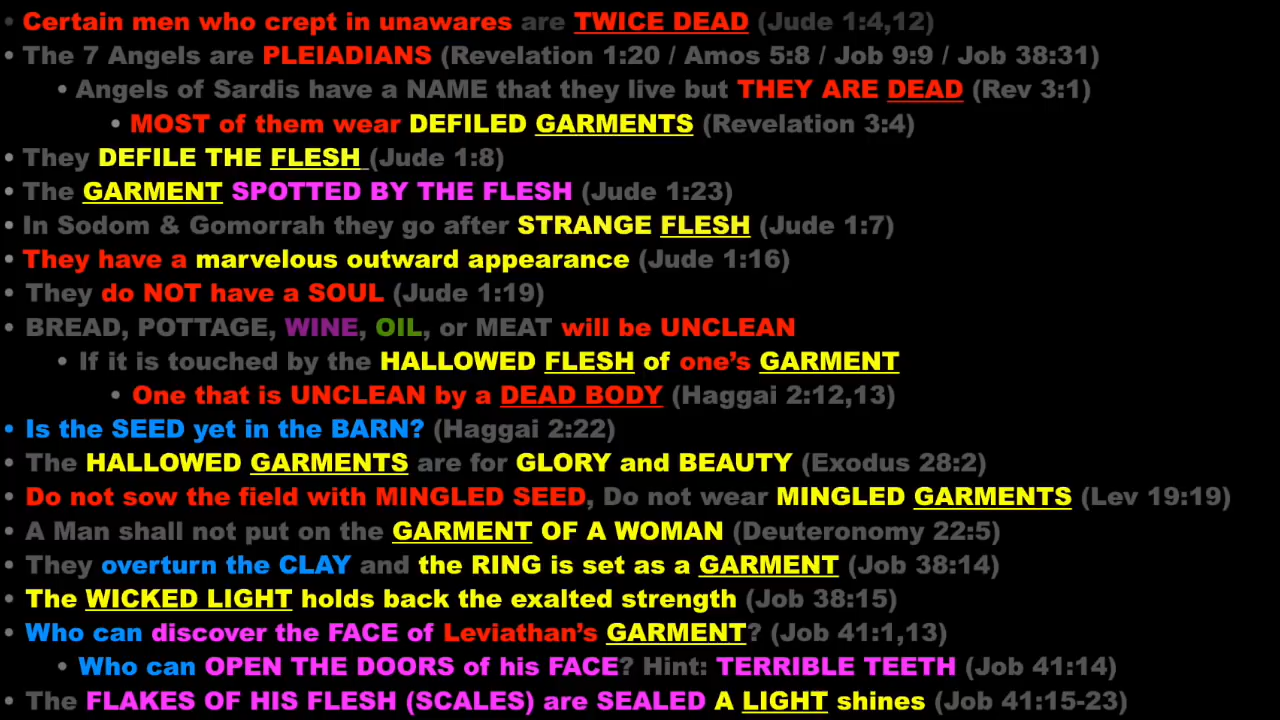 • Certain men who crept in unawares are TWICE DEAD (Jude 1:4,12)
• The 7 Angels are PLEIADIANS (Revelation 1:20 / Amos 5:8 / Job 9:9 / Job 38:31)
• Angels of Sardis have a NAME that they live but THEY ARE DEAD (Rev 3:1)
• MOST of them wear DEFILED GARMENTS (Revelation 3:4)
• They DEFILE THE FLESH (Jude 1:8)
• The GARMENT SPOTTED BY THE FLESH (Jude 1:23)
• In Sodom & Gomorrah they go after STRANGE FLESH (Jude 1:7)
• They have a marvelous outward appearance (Jude 1:16)
• They do NOT have a SOUL (Jude 1:19)
• BREAD, POTTAGE, WINE, OIL, or MEAT will be UNCLEAN
• If it is touched by the HALLOWED FLESH of one's GARMENT
• One that is UNCLEAN by a DEAD BODY (Haggai 2:12,13)
• Is the SEED yet in the BARN? (Haggai 2:22)
• The HALLOWED GARMENTS are for GLORY and BEAUTY (Exodus 28:2)
• Do not sow the field with MINGLED SEED, Do not wear MINGLED GARMENTS (Lev 19:19)
• A Man shall not put on the GARMENT OF A WOMAN (Deuteronomy 22:5)
• They overturn the CLAY and the RING is set as a GARMENT (Job 38:14)
• The WICKED LIGHT holds back the exalted strength (Job 38:15)
• Who can discover the FACE of Leviathan's GARMENT? (Job 41:1,13)
• Who can OPEN THE DOORS of his FACE? Hint: TERRIBLE TEETH (Job 41:14)
• The FLAKES OF HIS FLESH (SCALES) are SEALED A LIGHT shines (Job 41:15-23)